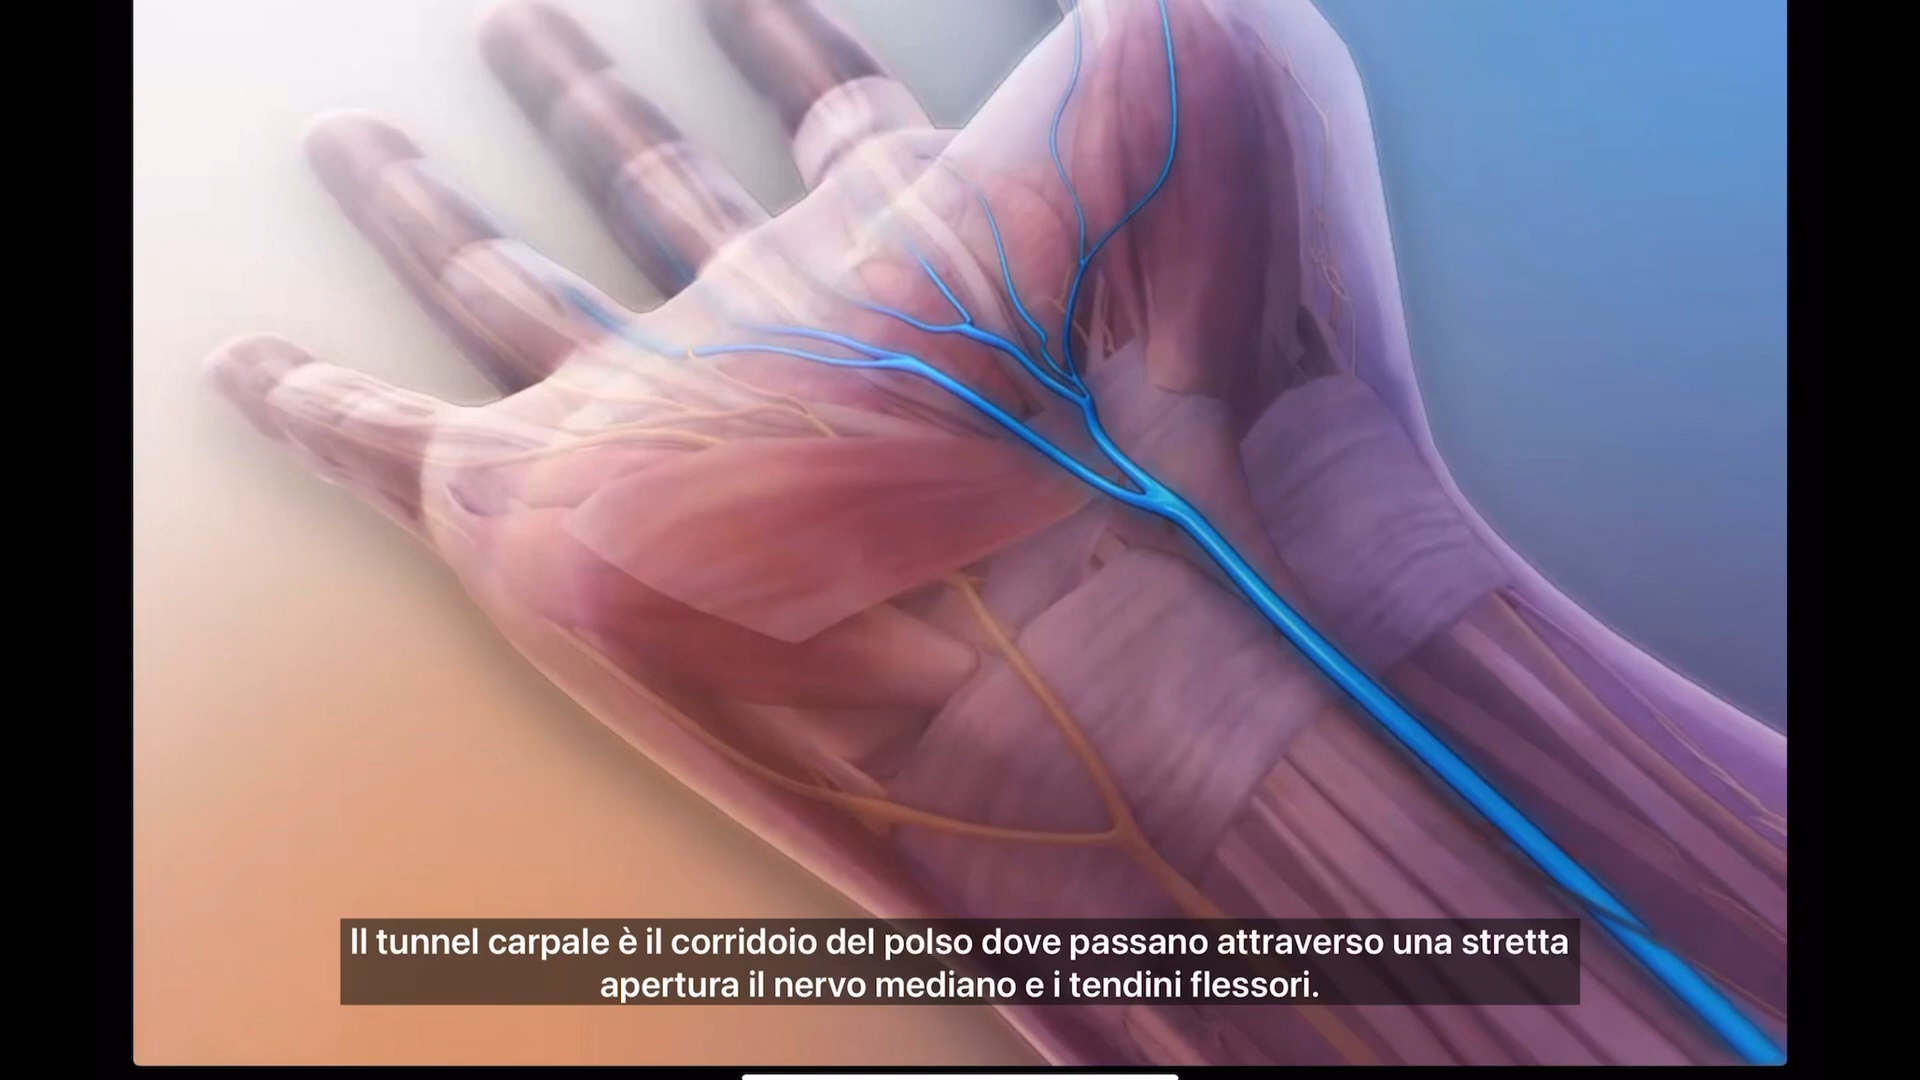 Il tunnel carpale è il corridoio del polso dove passano attraverso una stretta
apertura il nervo mediano e i tendini flessori.